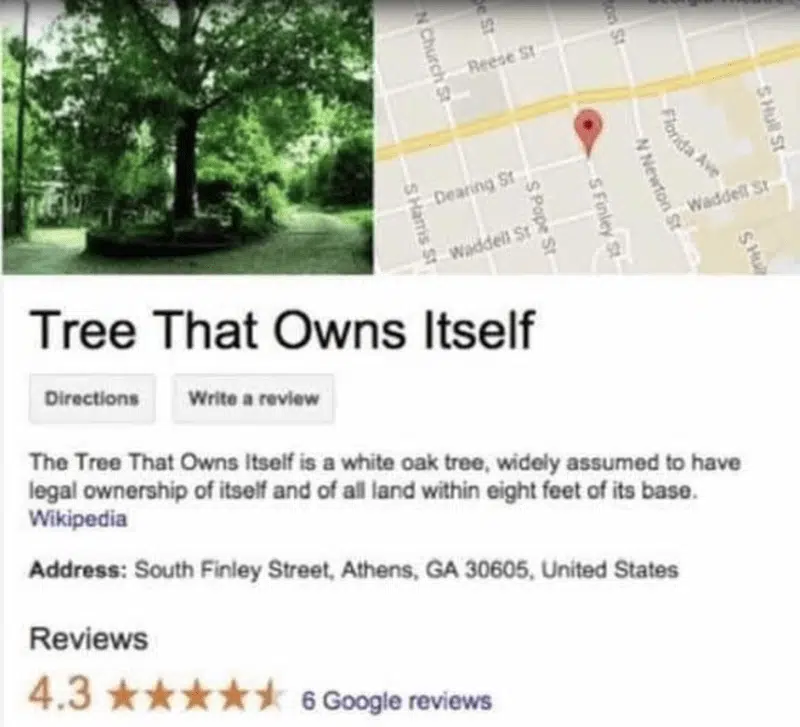 N Church St
Reese St
S Hull St
Florida Ave
N Newton St
Dearing St
S Harris St
S Pope St
S Finley St
Waddell St
Waddell St
Tree That Owns Itself
Directions
Write a review
The Tree That Owns Itself is a white oak tree, widely assumed to have
legal ownership of itself and of all land within eight feet of its base.
Wikipedia
Address: South Finley Street, Athens, GA 30605, United States
Reviews
4.3 6 Google reviews